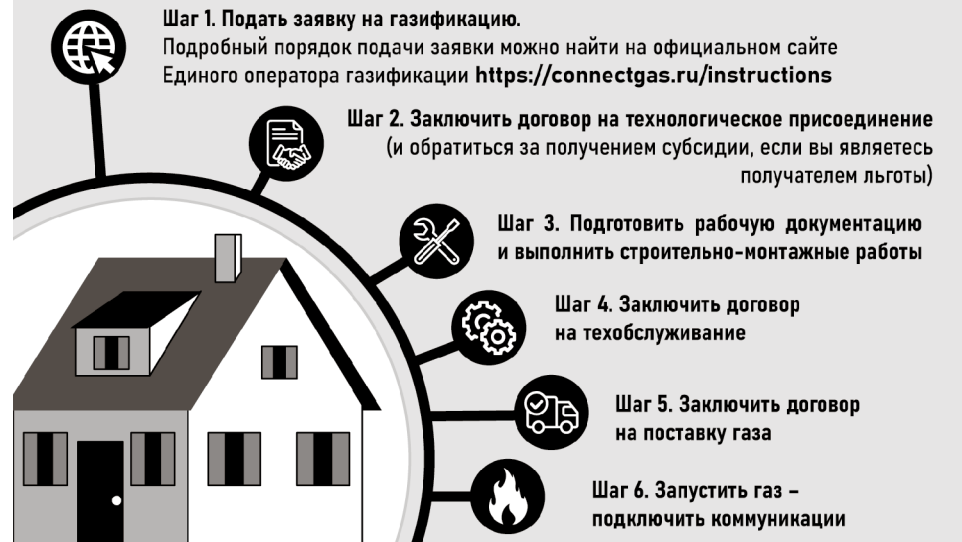 Шаг 1. Подать заявку на газификацию.
Подробный порядок подачи заявки можно найти на официальном сайте
Единого оператора газификации https://connectgas.ru/instructions
Шаг 2. Заключить договор на технологическое присоединение
(и обратиться за получением субсидии, если вы являетесь
получателем льготы)
Шаг 3. Подготовить рабочую документацию
и выполнить строительно-монтажные работы
Шаг 4. Заключить договор
на техобслуживание
Шаг 5. Заключить договор
на поставку газа
Шаг 6. Запустить газ –
подключить коммуникации